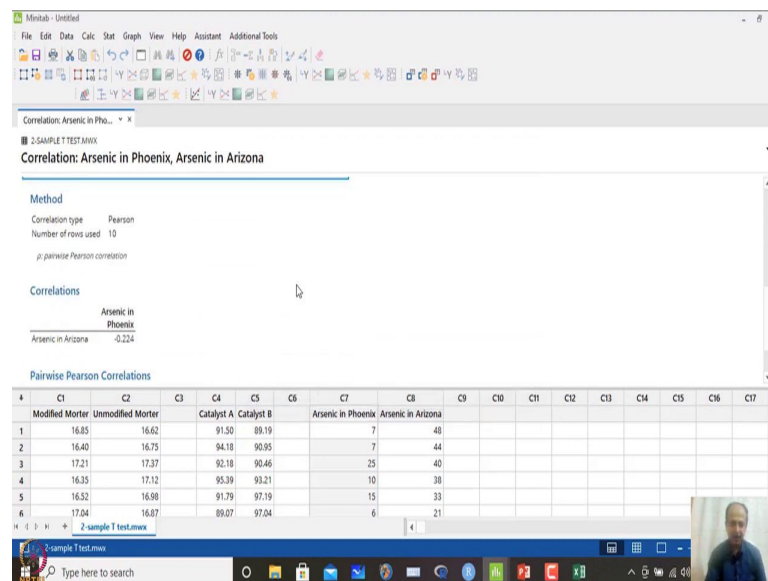 Minitab - Untitled
File Edit Data Calc Stat Graph View Help Assistant Additional Tools
Correlation: Arsenic in Pho...
2-SAMPLE T TEST.MWX
Correlation: Arsenic in Phoenix, Arsenic in Arizona
Method
Correlation type Pearson
Number of rows used 10
ρ: pairwise Pearson correlation
Correlations
Arsenic in
Phoenix
Arsenic in Arizona -0.224
Pairwise Pearson Correlations
C1 C2 C3 C4 C5 C6 C7 C8 C9 C10 C11 C12 C13 C14 C15 C16 C17
Modified Morter Unmodified Morter Catalyst A Catalyst B Arsenic in Phoenix Arsenic in Arizona
1 16.85 16.62 91.50 89.19 7 48
2 16.40 16.75 94.18 90.95 7 44
3 17.21 17.37 92.18 90.46 25 40
4 16.35 17.12 95.39 93.21 10 38
5 16.52 16.98 91.79 97.19 15 33
6 17.04 16.87 89.07 97.04 6 21
2-sample T test.mwx
2-sample T test.mwx
Type here to search